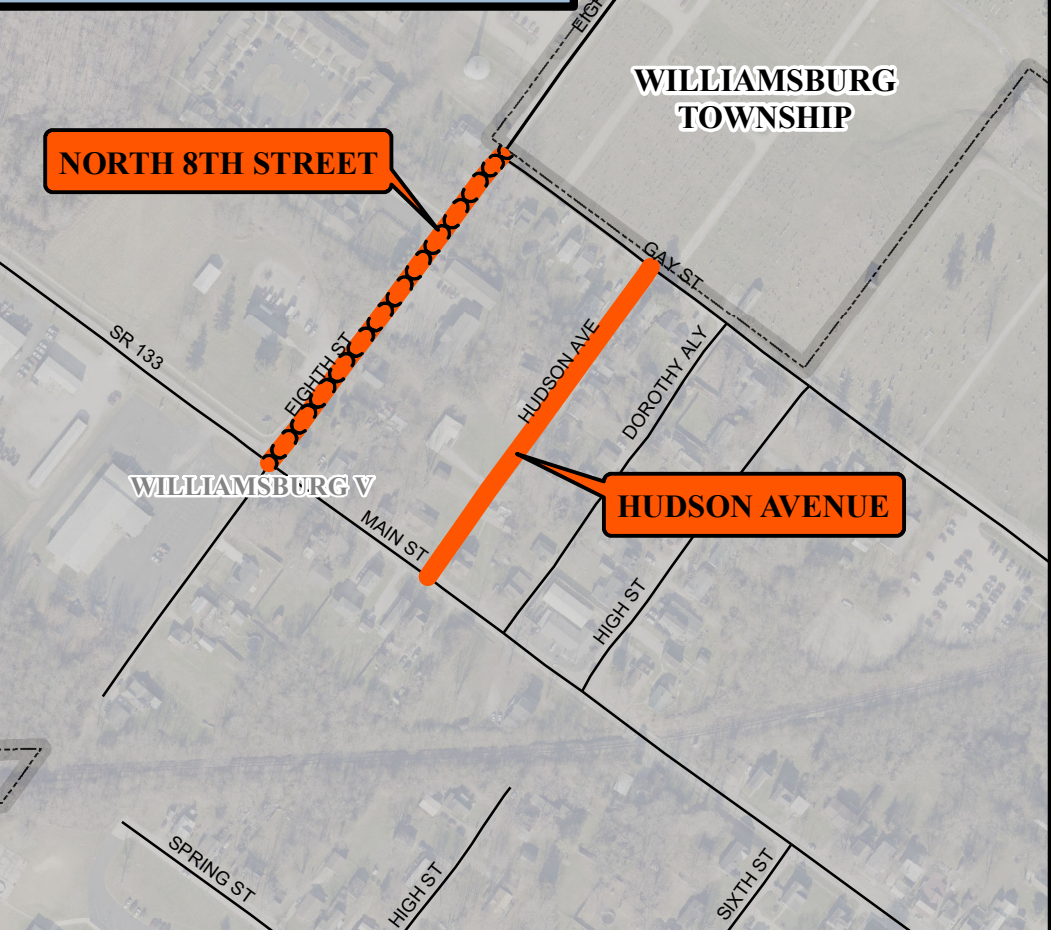 WILLIAMSBURG
TOWNSHIP
NORTH 8TH STREET
GAY ST
SR 133
EIGHTH ST
HUDSON AVE
DOROTHY ALY
WILLIAMSBURG V
HUDSON AVENUE
MAIN ST
HIGH ST
SPRING ST
HIGH ST
SIXTH ST